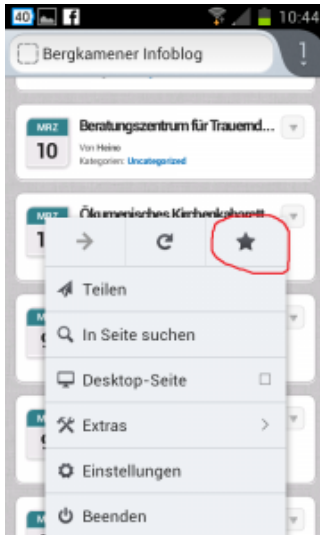 40
10:44
Bergkamener Infoblog
MRZ
10
Beratungszentrum für Trauernd...
Von Heino
Kategorien: Uncategorized
MRZ
Ökumenisches Kirchenkabarett
1
Teilen
In Seite suchen
Desktop-Seite
Extras
Einstellungen
Beenden